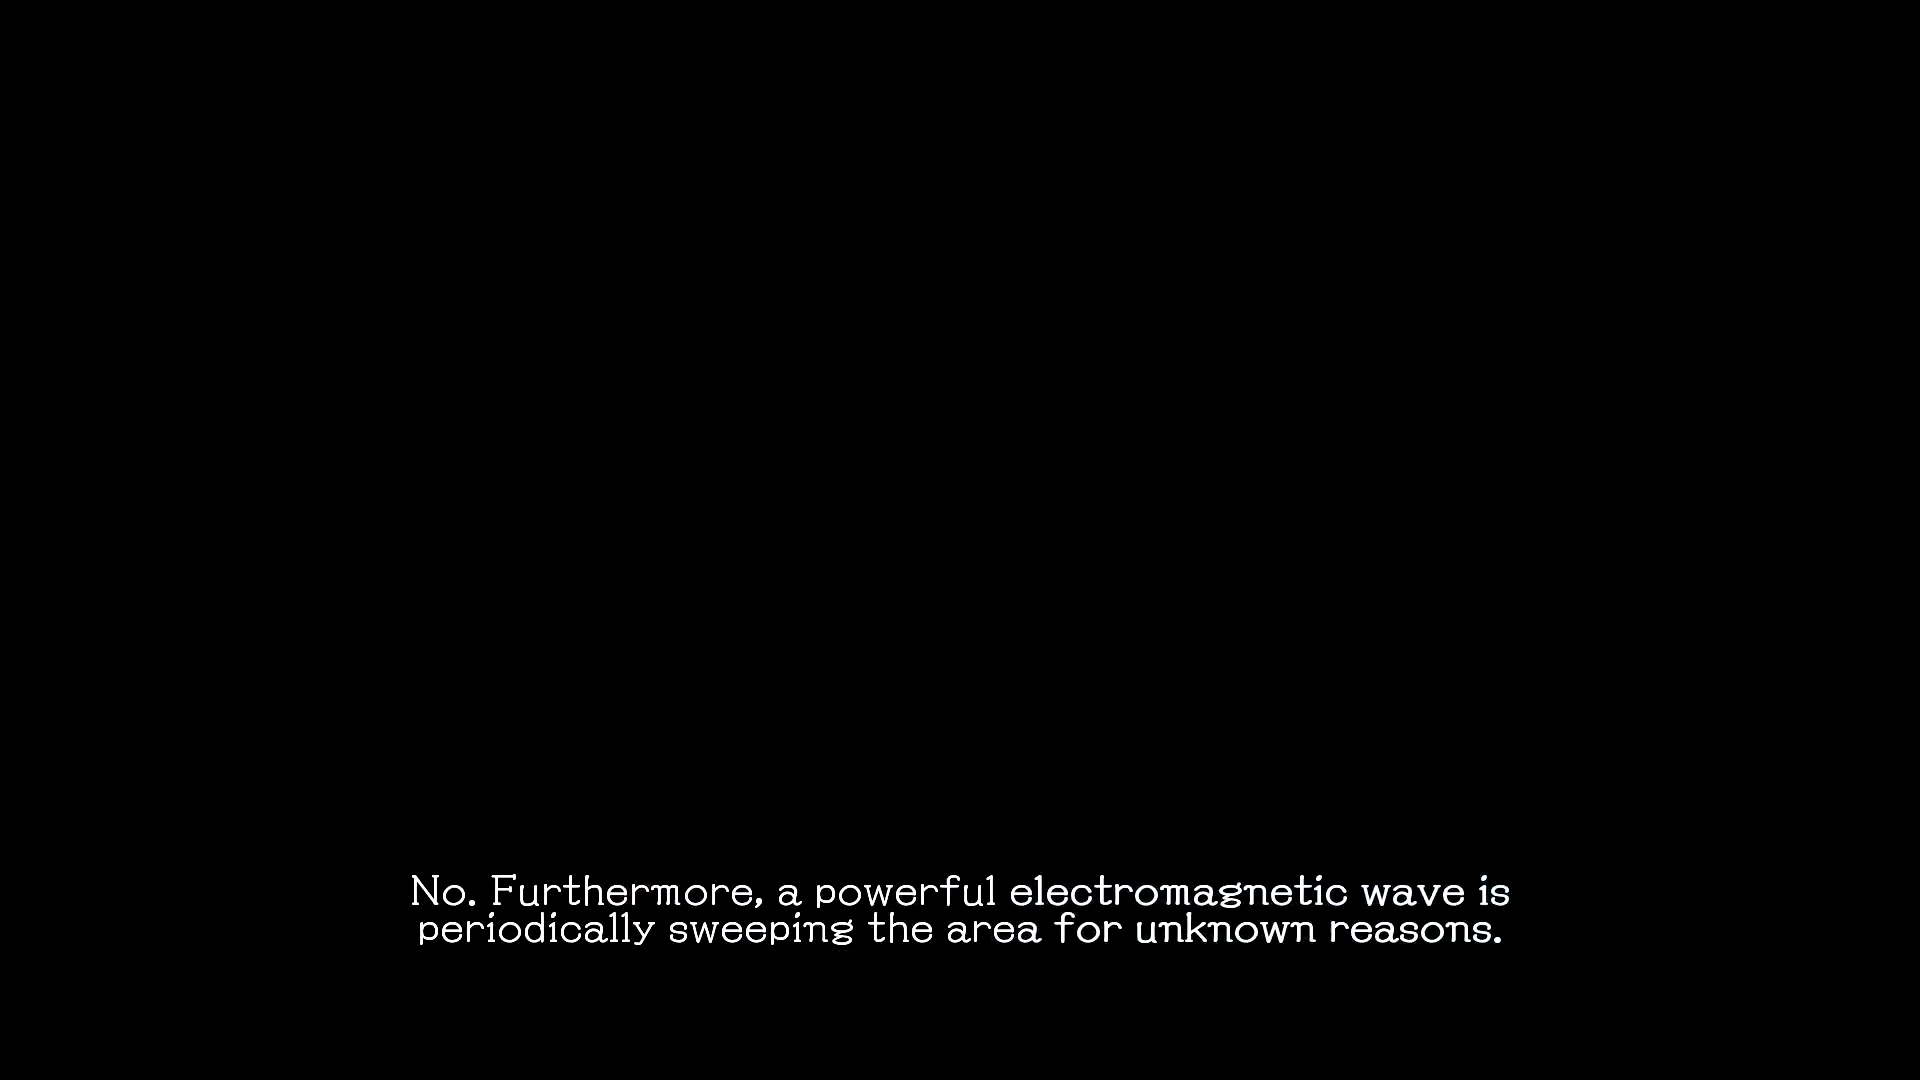 No. Furthermore, a powerful electromagnetic wave is
periodically sweeping the area for unknown reasons.